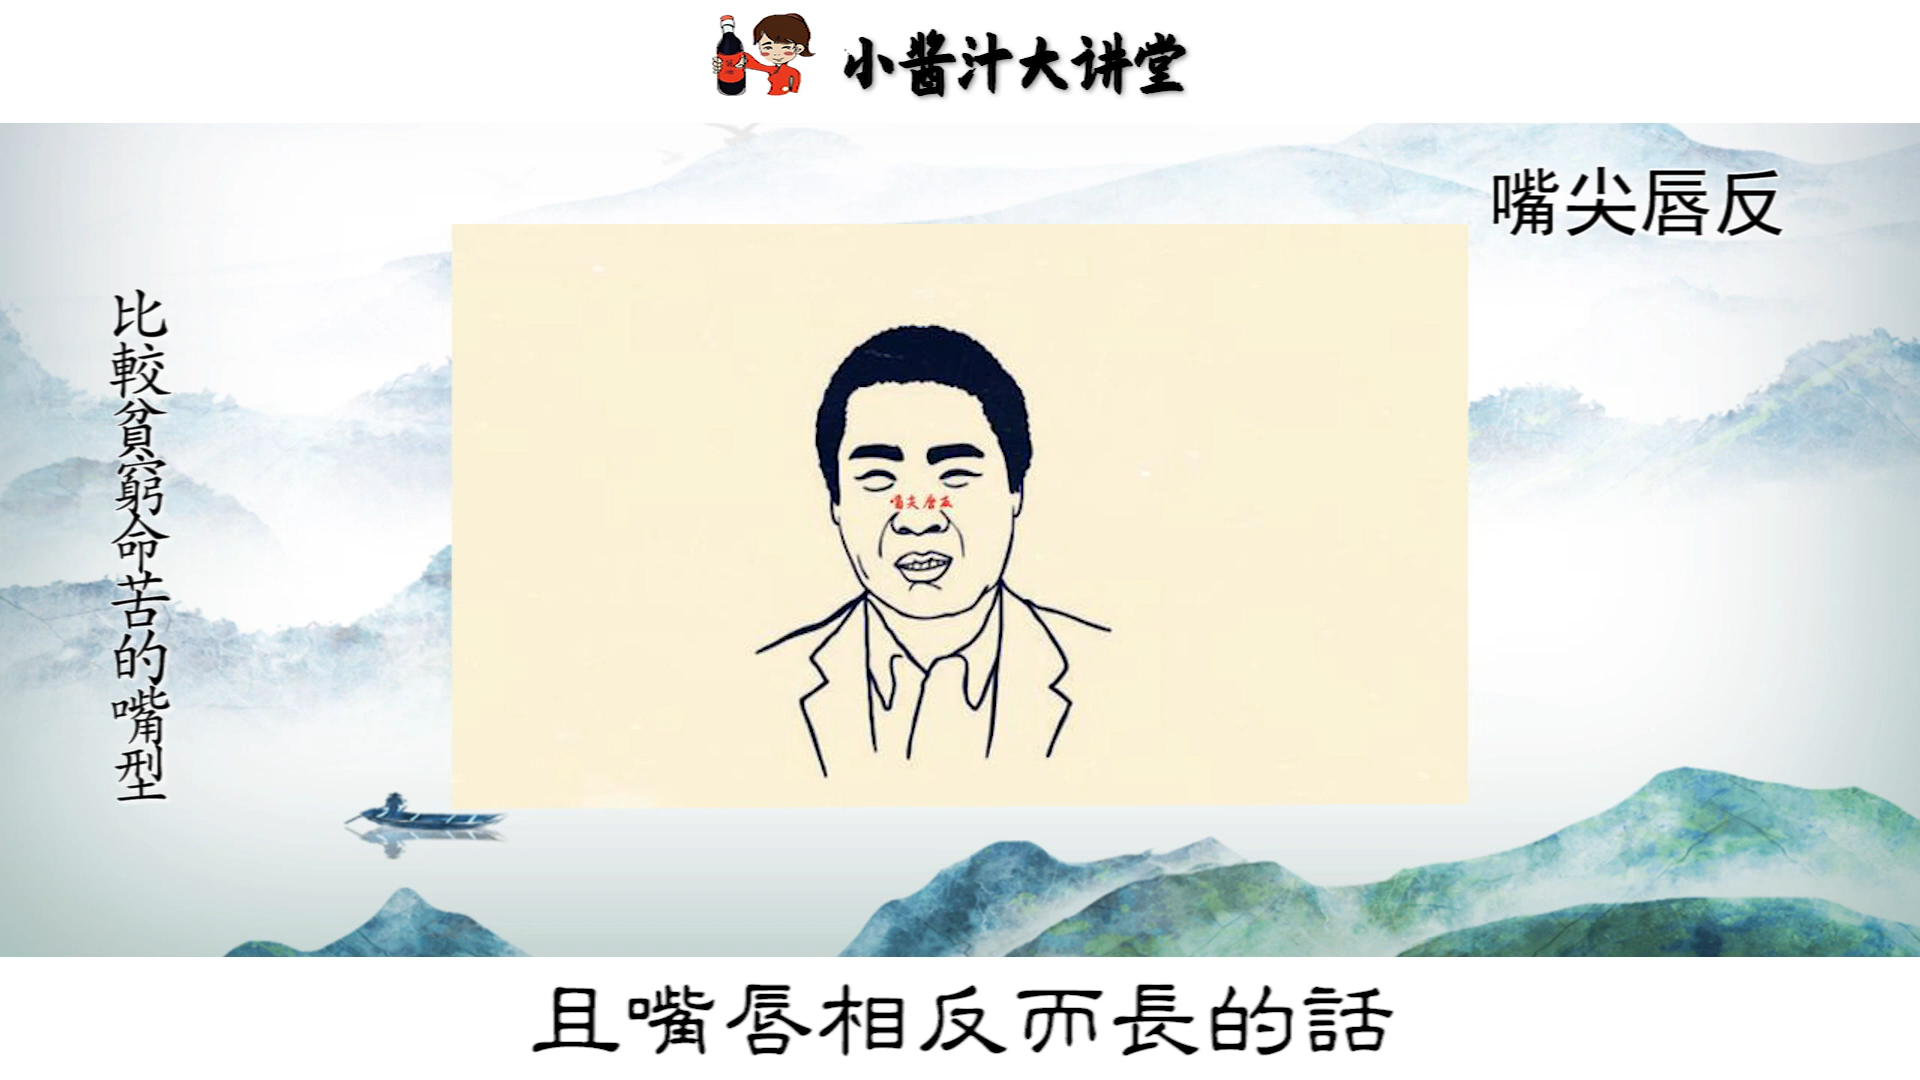 小酱汁大讲堂
嘴尖唇反
比較貧窮命苦的嘴型
嘴尖唇反
且嘴唇相反而長的話